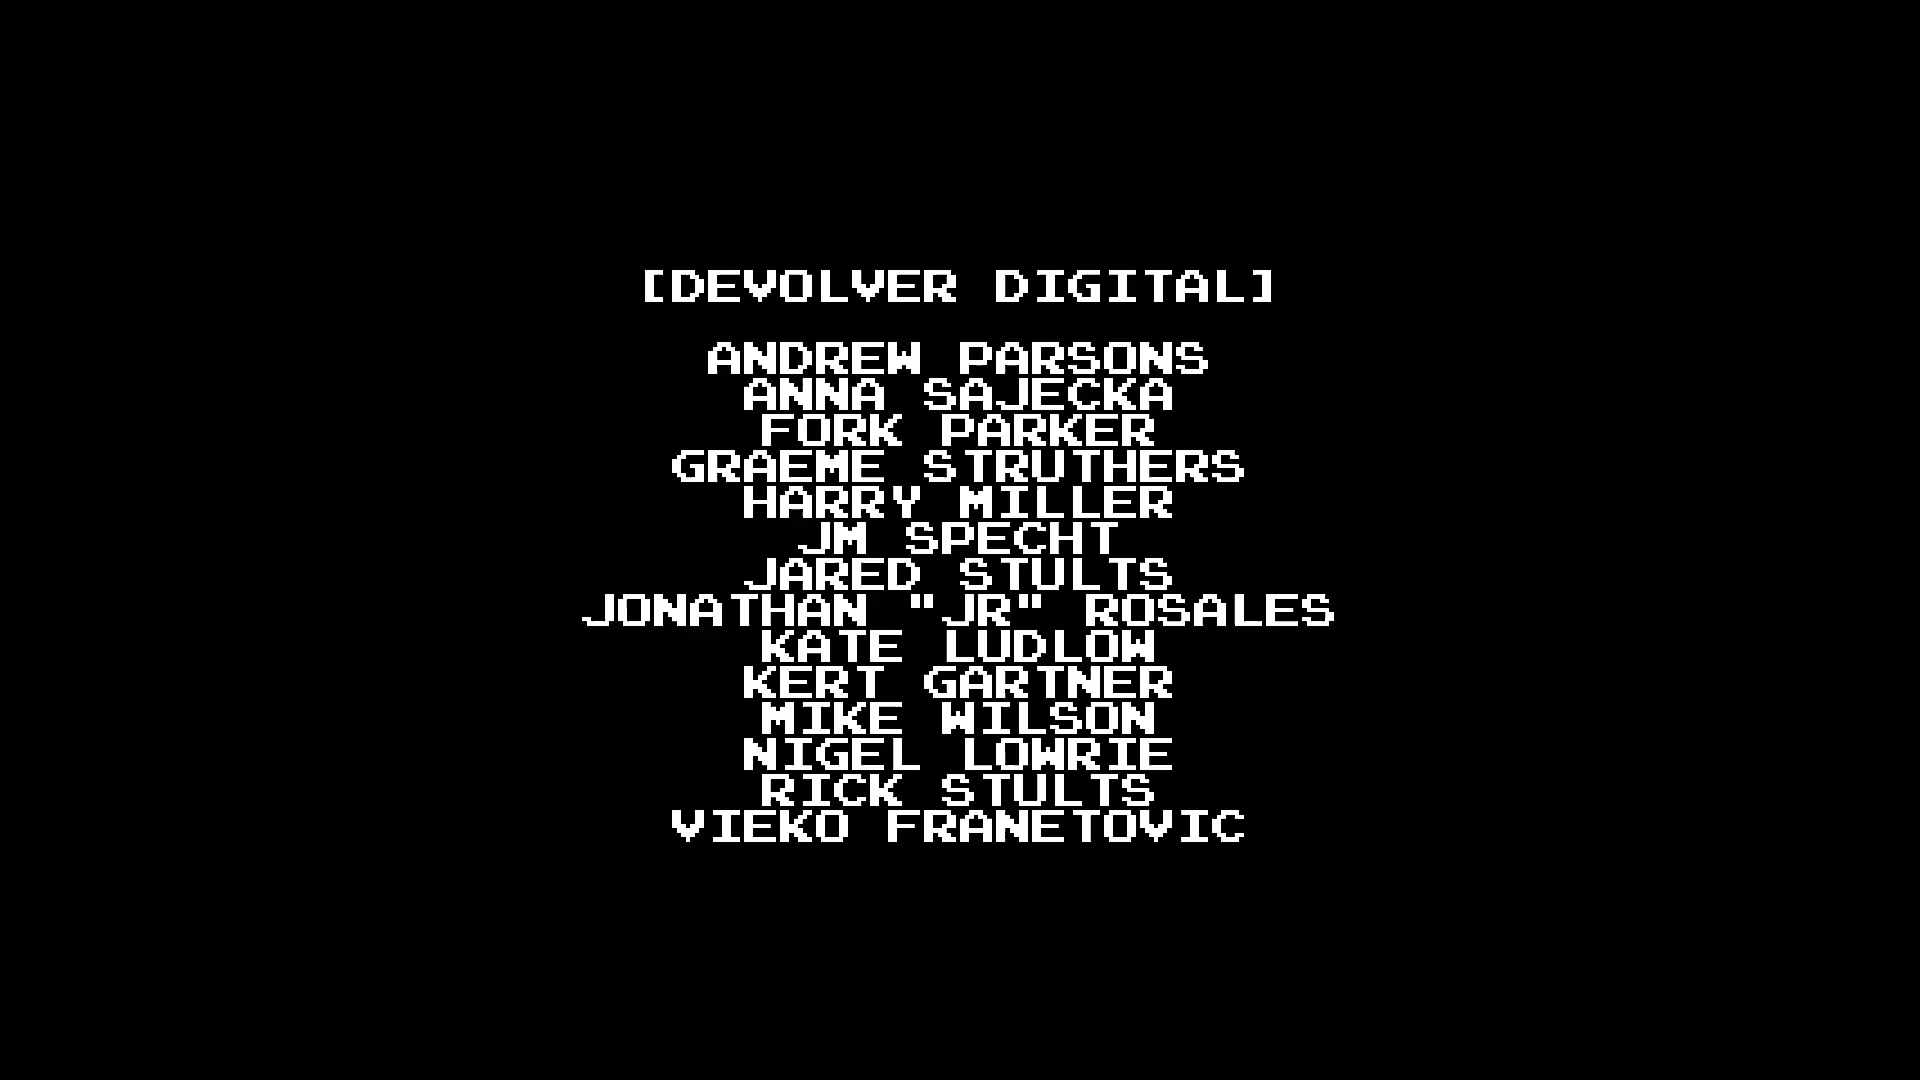 [DEVOLVER DIGITAL]
ANDREW PARSONS
ANNA SAJECKA
FORK PARKER
GRAEME STRUTHERS
HARRY MILLER
JM SPECHT
JARED STULTS
JONATHAN "JR" ROSALES
KATE LUDLOW
KERT GARTNER
MIKE WILSON
NIGEL LOWRIE
RICK STULTS
VIEKO FRANETOVIC